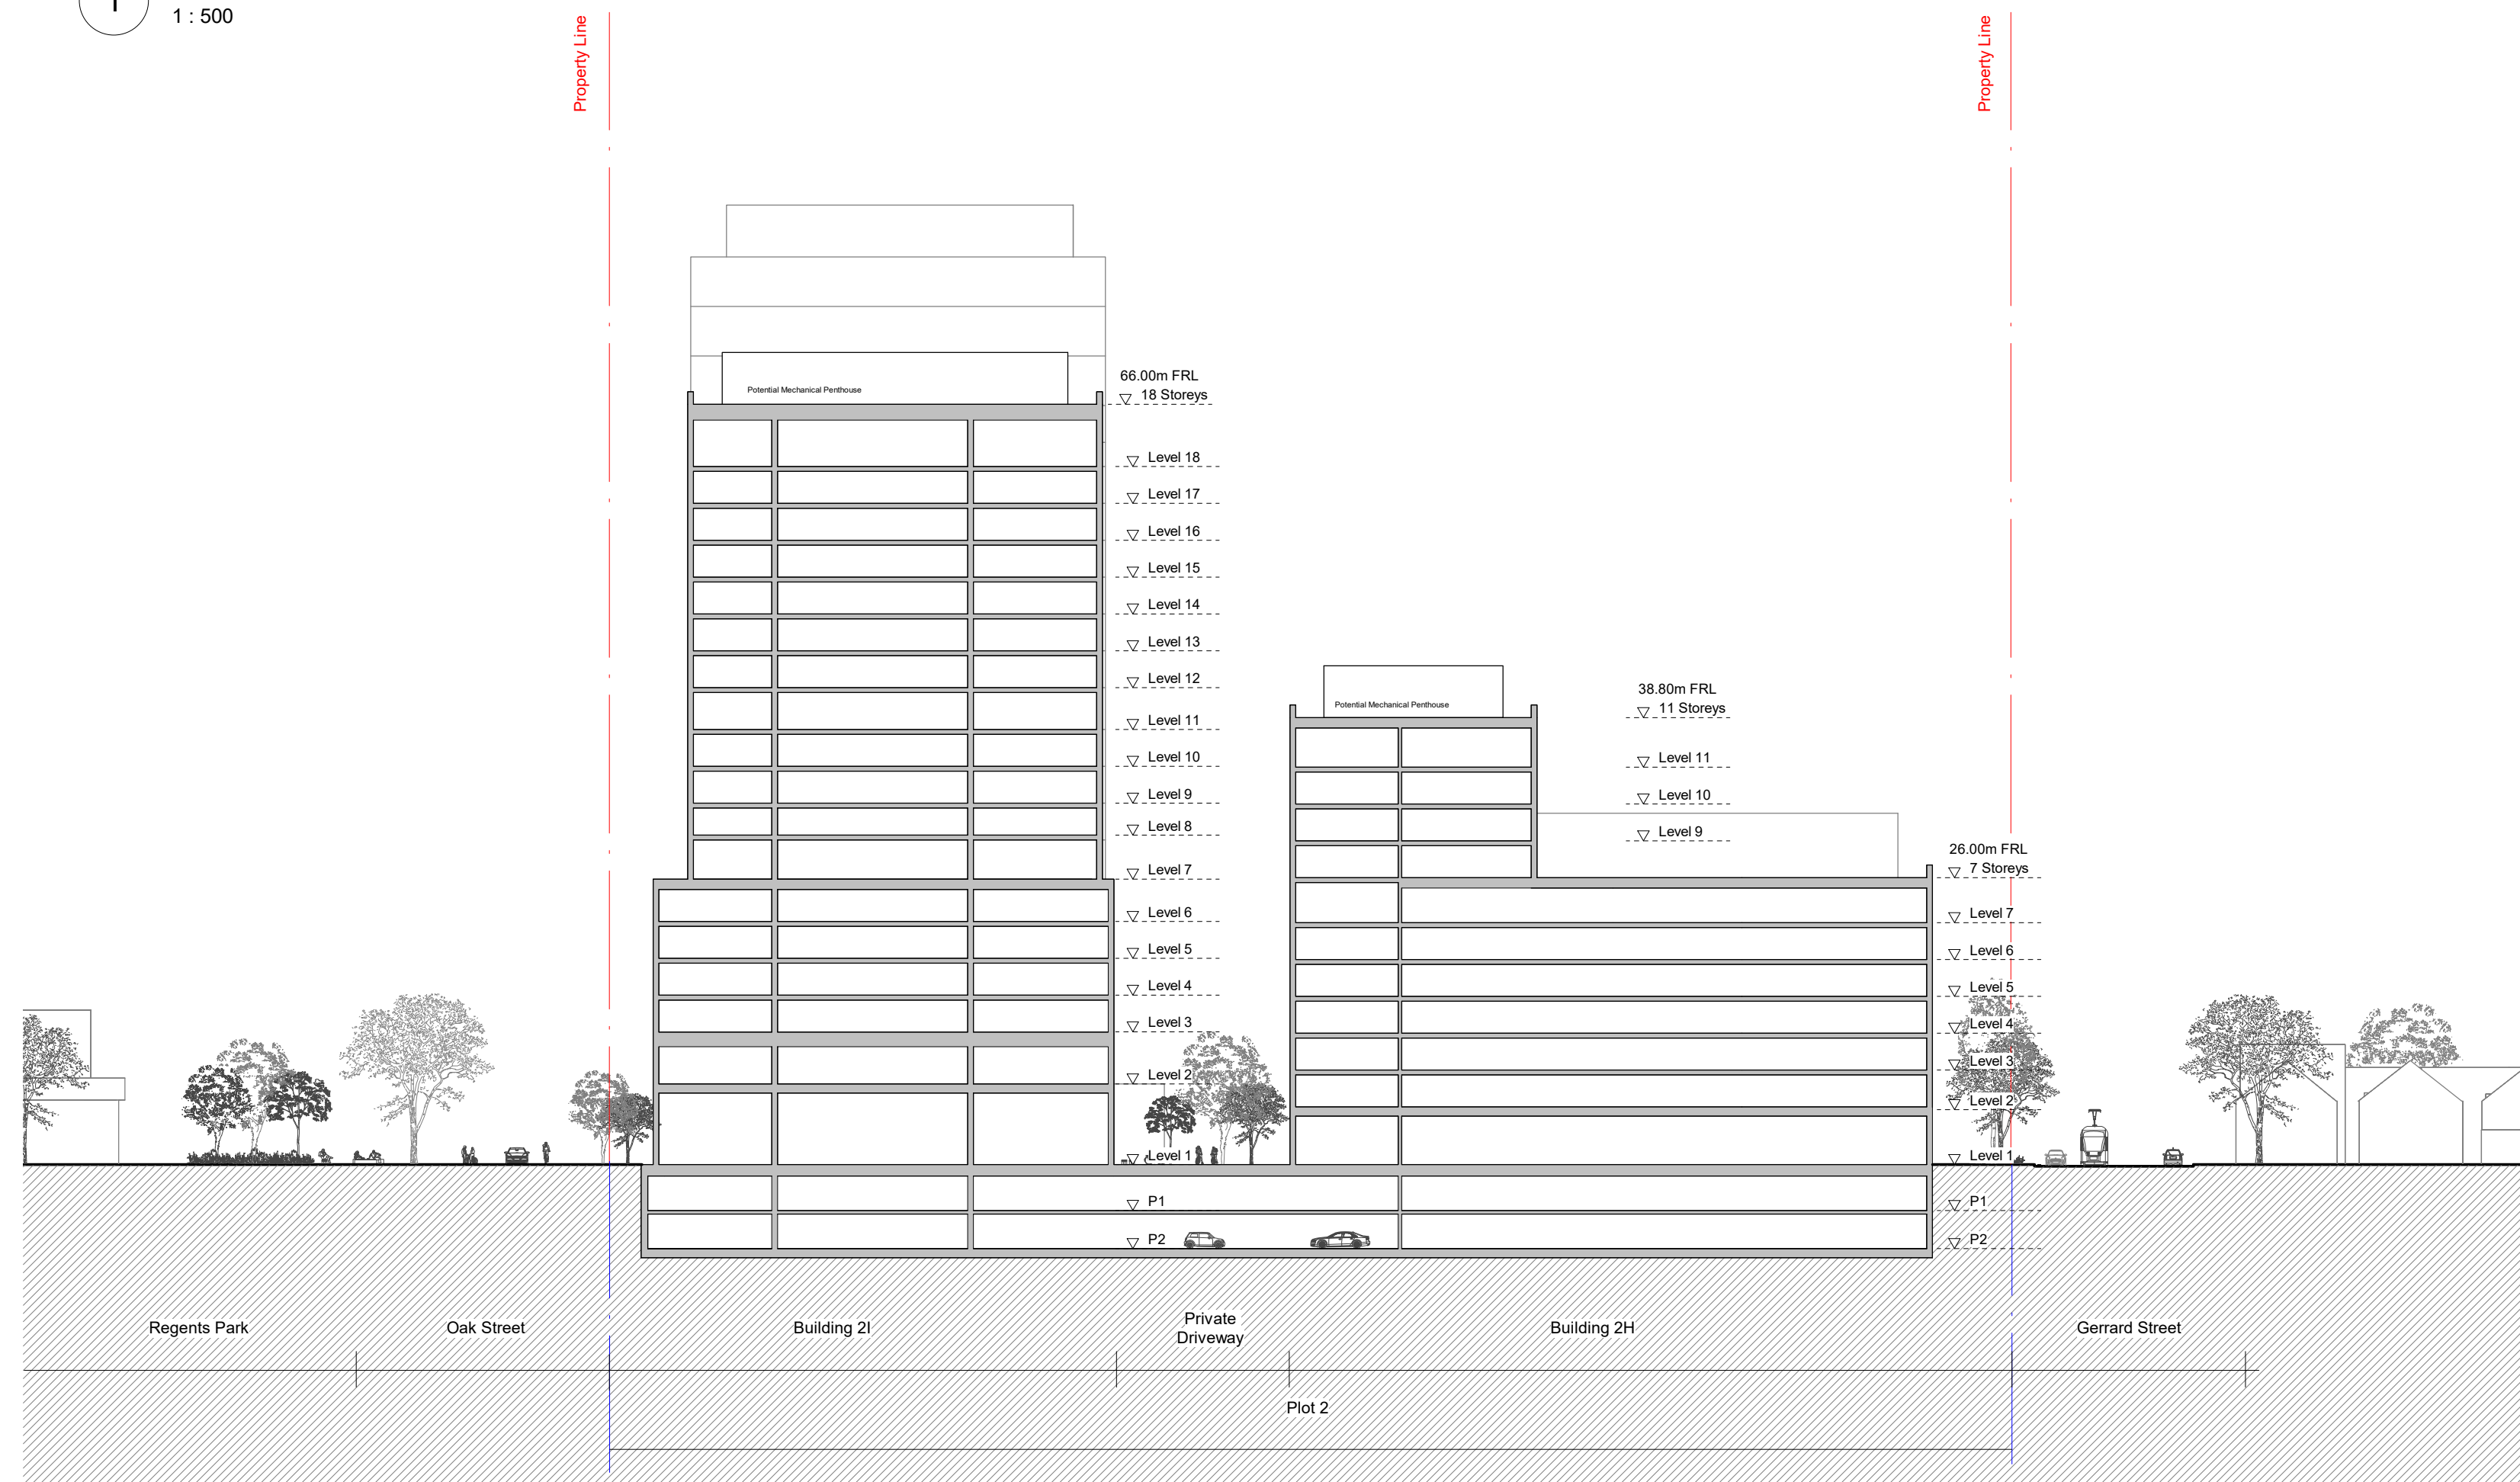 1
1 : 500
Property Line
Property Line
Potential Mechanical Penthouse
66.00m FRL
18 Storeys
Level 18
Level 17
Level 16
Level 15
Level 14
Level 13
Level 12
Level 11
Level 10
Level 9
Level 8
Level 7
Level 6
Level 5
Level 4
Level 3
Level 2
Level 1
P1
P2
Potential Mechanical Penthouse
38.80m FRL
11 Storeys
Level 11
Level 10
Level 9
26.00m FRL
7 Storeys
Level 7
Level 6
Level 5
Level 4
Level 3
Level 2
Level 1
P1
P2
Regents Park
Oak Street
Building 2I
Private
Driveway
Building 2H
Gerrard Street
Plot 2